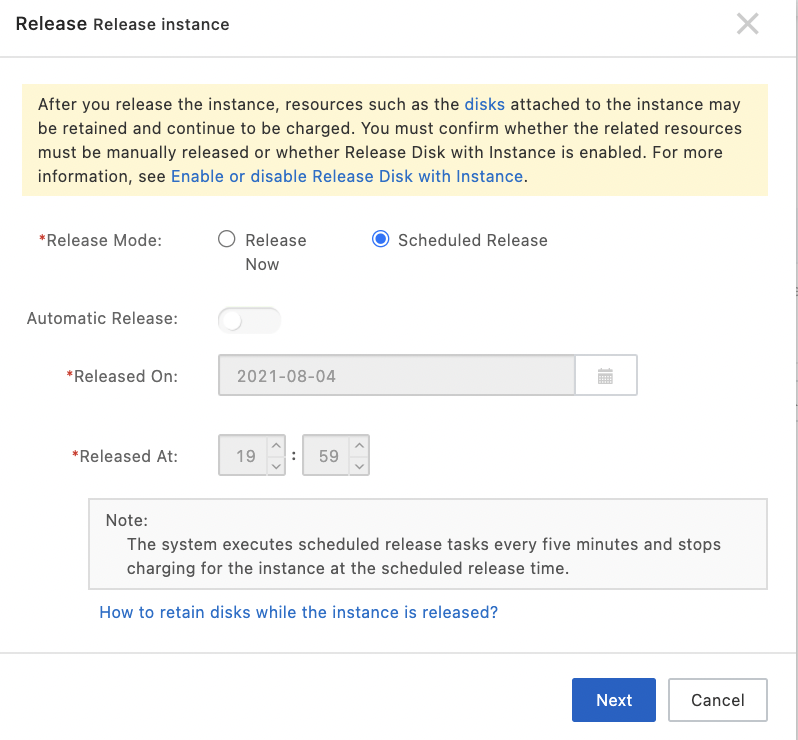 Release Release instance
After you release the instance, resources such as the disks attached to the instance may
be retained and continue to be charged. You must confirm whether the related resources
must be manually released or whether Release Disk with Instance is enabled. For more
information, see Enable or disable Release Disk with Instance.
*Release Mode:
Release
Now
Scheduled Release
Automatic Release:
*Released On:
2021-08-04
*Released At:
19 : 59
Note:
The system executes scheduled release tasks every five minutes and stops
charging for the instance at the scheduled release time.
How to retain disks while the instance is released?
Next
Cancel